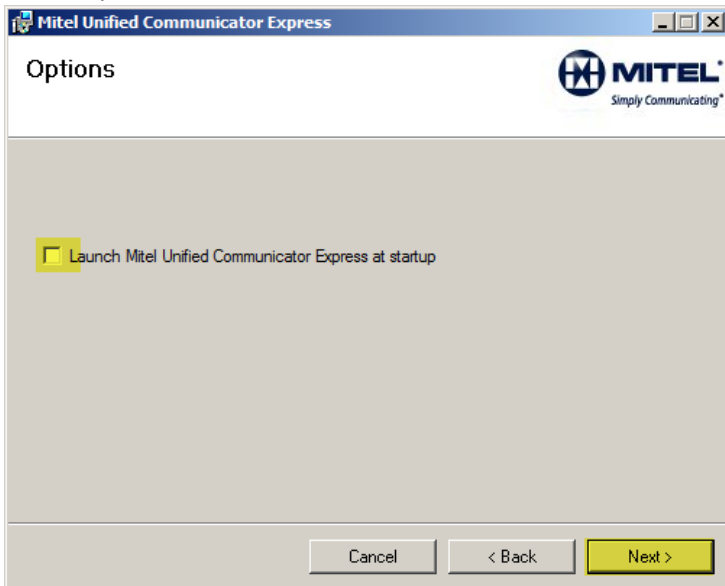 Mitel Unified Communicator Express
Options
MITEL
Simply Communicating
Launch Mitel Unified Communicator Express at startup
Cancel
< Back
Next >